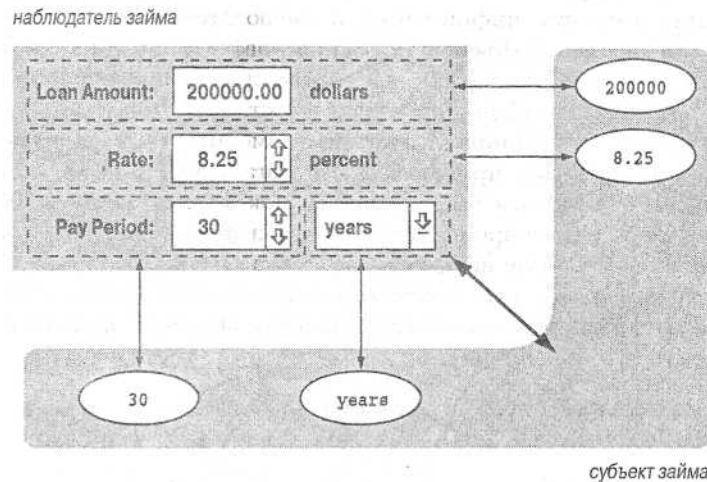 наблюдатель займа
Loan Amount: 200000.00 dollars 200000
Rate: 8.25 percent 8.25
Pay Period: 30 years
30 years
субъект займа